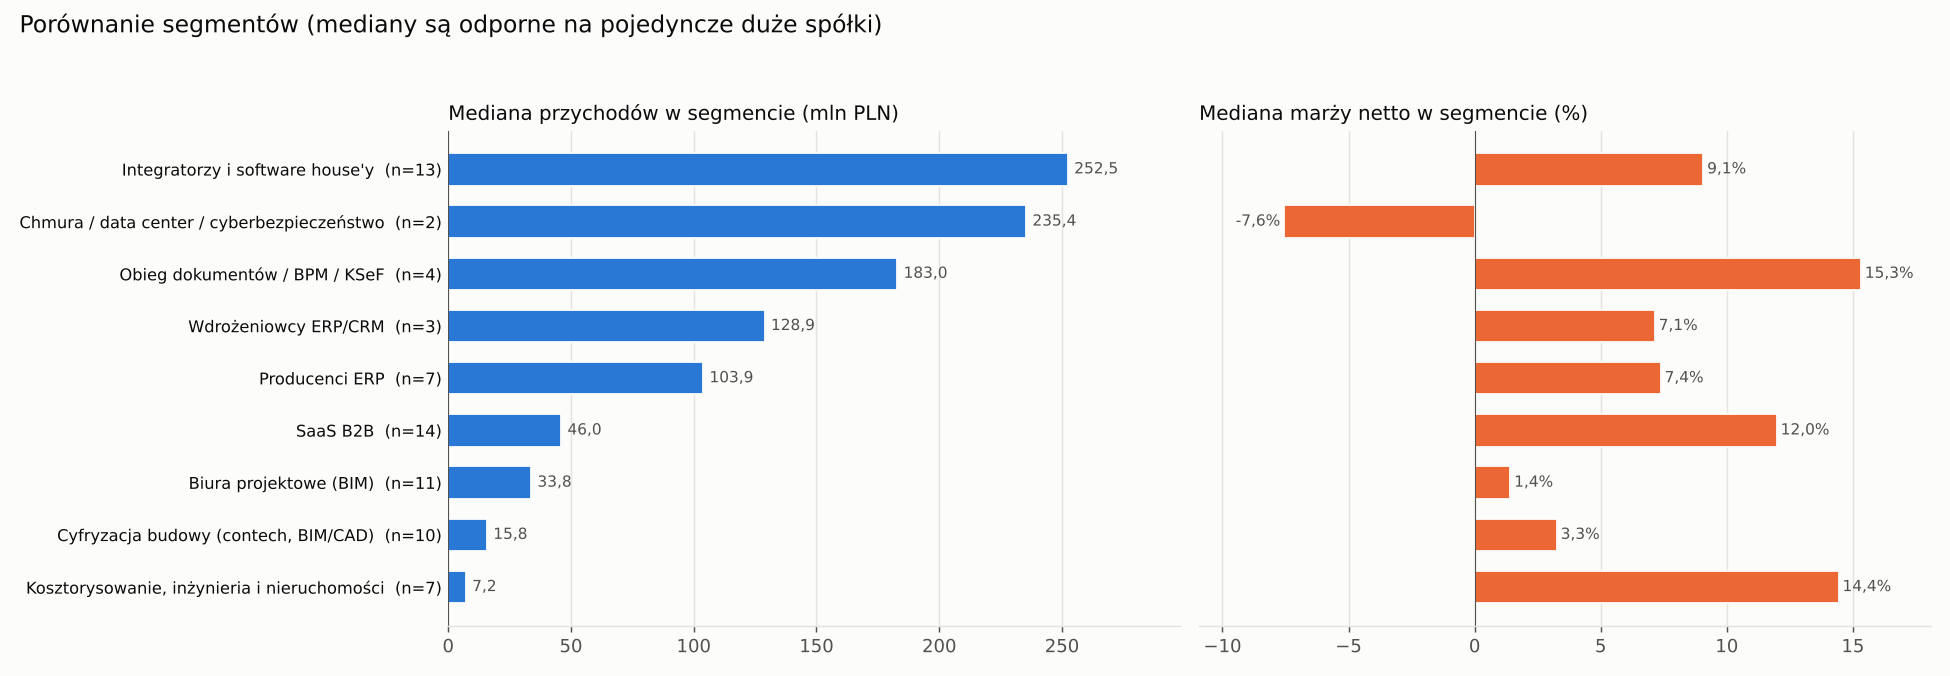 Porównanie segmentów (mediany są odporne na pojedyncze duże spółki)
Mediana przychodów w segmencie (mln PLN)
Integratorzy i software house'y (n=13) 252,5
Chmura / data center / cyberbezpieczeństwo (n=2) 235,4
Obieg dokumentów / BPM / KSeF (n=4) 183,0
Wdrożeniowcy ERP/CRM (n=3) 128,9
Producenci ERP (n=7) 103,9
SaaS B2B (n=14) 46,0
Biura projektowe (BIM) (n=11) 33,8
Cyfryzacja budowy (contech, BIM/CAD) (n=10) 15,8
Kosztorysowanie, inżynieria i nieruchomości (n=7) 7,2
0 50 100 150 200 250
Mediana marży netto w segmencie (%)
9,1%
-7,6%
15,3%
7,1%
7,4%
12,0%
1,4%
3,3%
14,4%
−10 −5 0 5 10 15